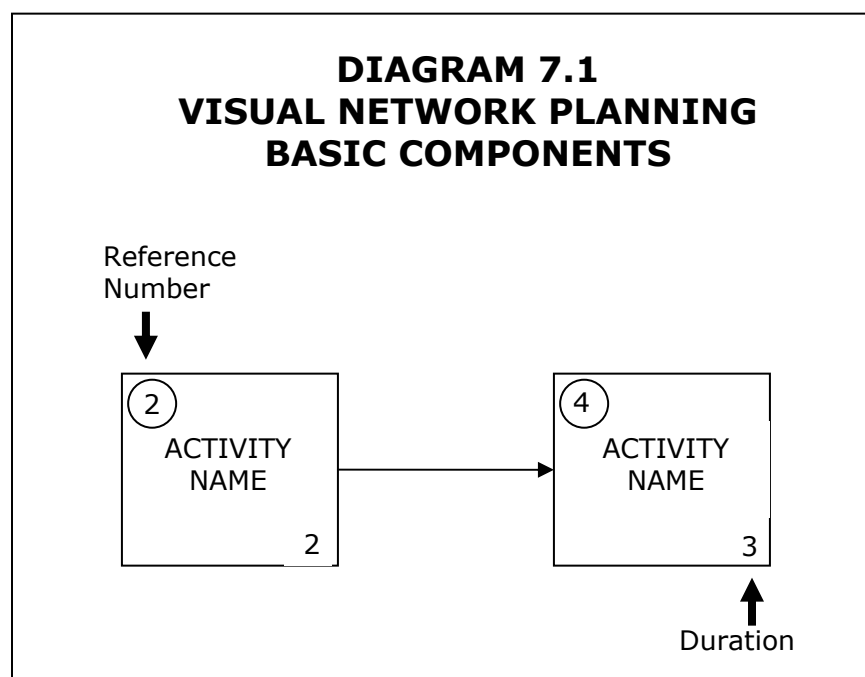 DIAGRAM 7.1
VISUAL NETWORK PLANNING
BASIC COMPONENTS
Reference
Number
2
ACTIVITY
NAME
2
4
ACTIVITY
NAME
3
Duration